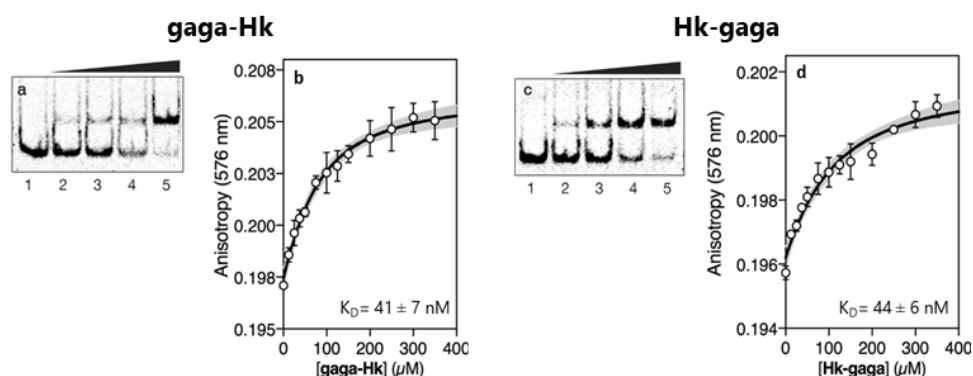 gaga-Hk
Hk-gaga
a
1 2 3 4 5
b
Anisotropy (576 nm)
0.208
0.205
0.203
0.200
0.198
0.195
K_D= 41 ± 7 nM
0 100 200 300 400
[gaga-Hk] (µM)
c
1 2 3 4 5
d
Anisotropy (576 nm)
0.202
0.200
0.198
0.196
0.194
K_D= 44 ± 6 nM
0 100 200 300 400
[Hk-gaga] (µM)